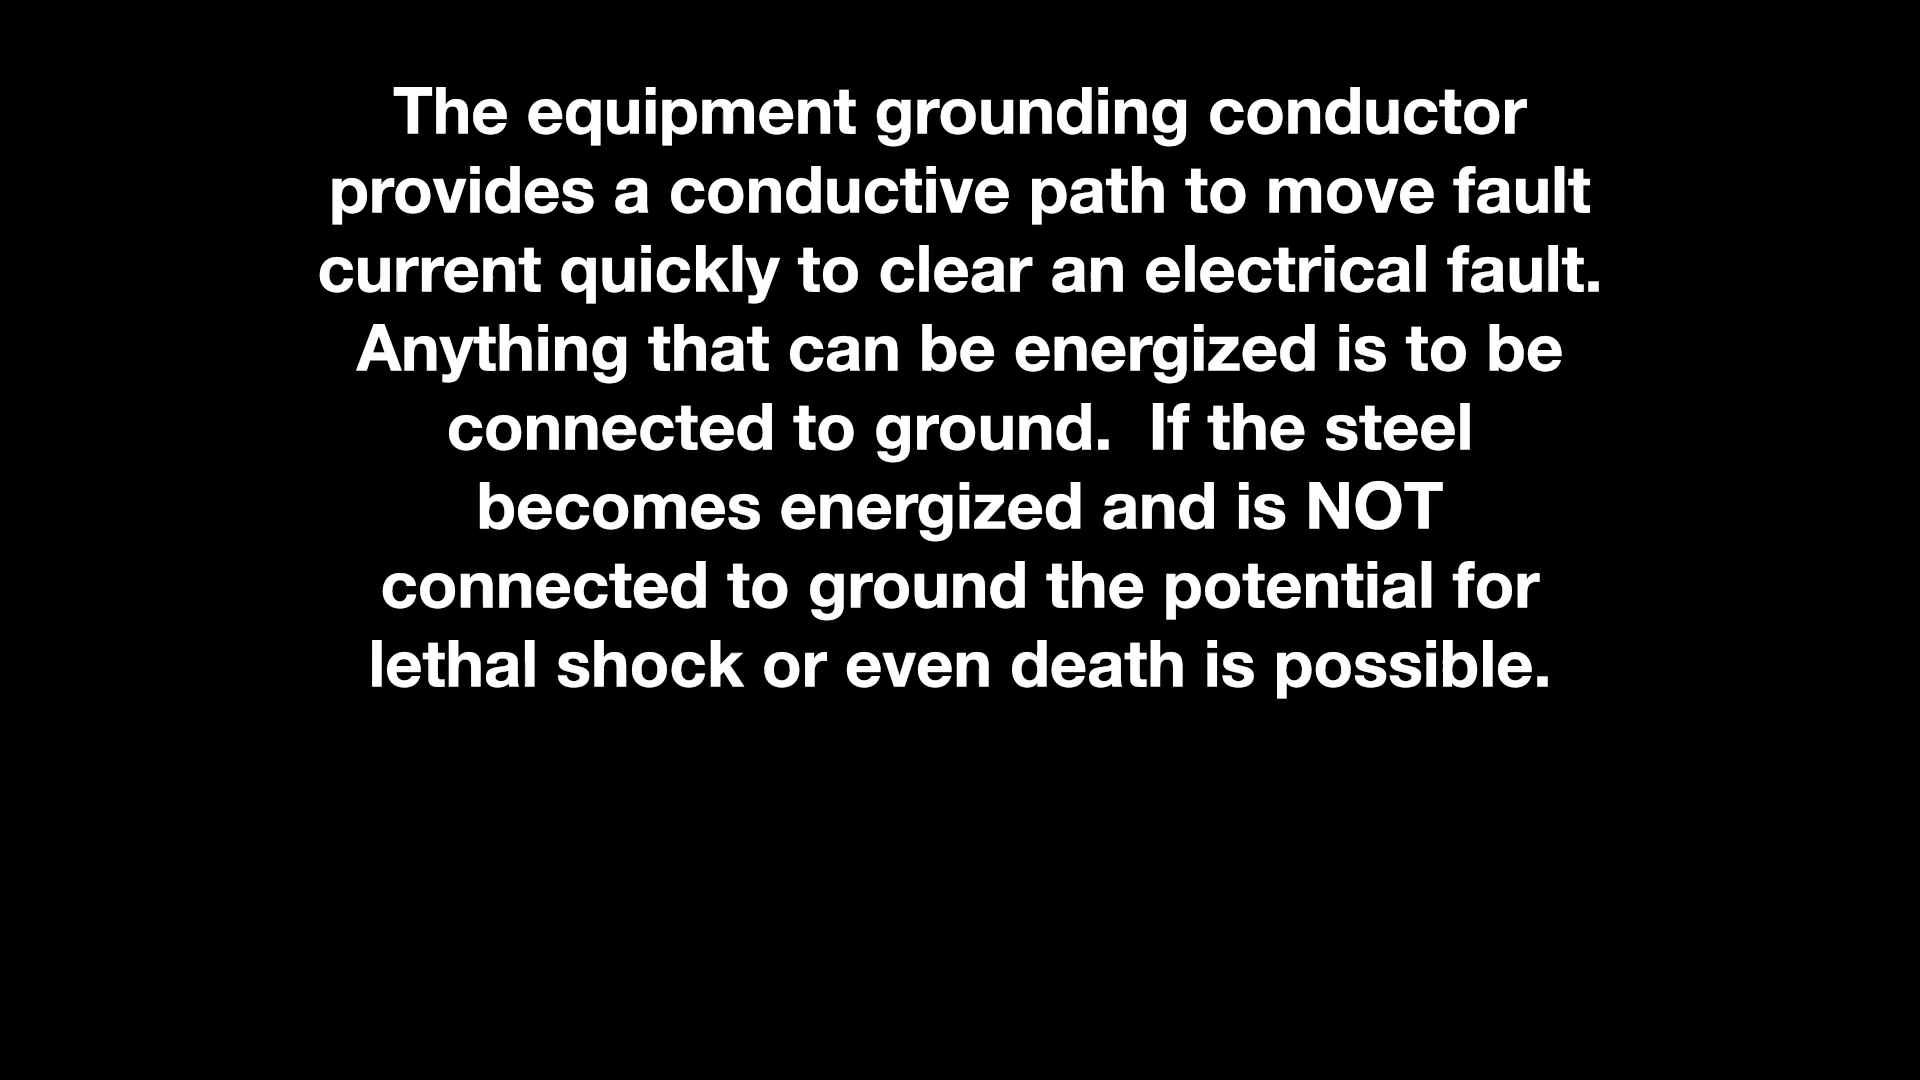 The equipment grounding conductor
provides a conductive path to move fault
current quickly to clear an electrical fault.
Anything that can be energized is to be
connected to ground.  If the steel
becomes energized and is NOT
connected to ground the potential for
lethal shock or even death is possible.